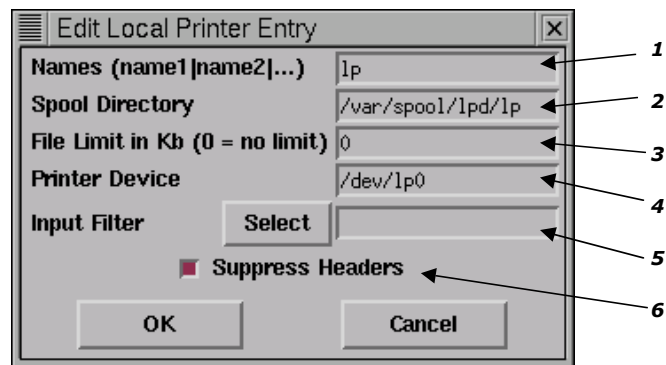 Edit Local Printer Entry
Names (name1|name2|...) lp 1
Spool Directory /var/spool/lpd/lp 2
File Limit in Kb (0 = no limit) 0 3
Printer Device /dev/lp0 4
Input Filter Select 5
Suppress Headers 6
OK Cancel